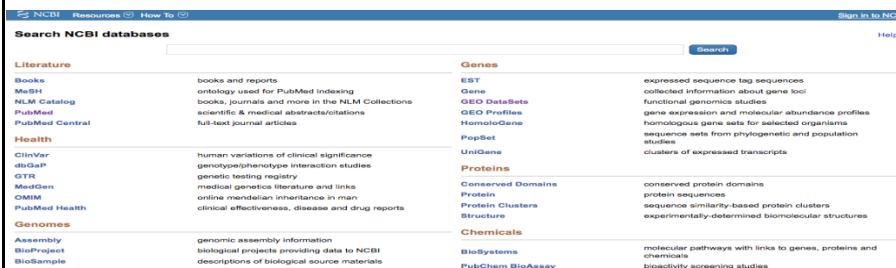 NCBI Resources How To Sign in to NC
Search NCBI databases Help
Search
Literature
Books books and reports
MeSH ontology used for PubMed indexing
NLM Catalog books, journals and more in the NLM Collections
PubMed scientific & medical abstracts/citations
PubMed Central full-text journal articles
Health
ClinVar human variations of clinical significance
dbGaP genotype/phenotype interaction studies
GTR genetic testing registry
MedGen medical genetics literature and links
OMIM online mendelian inheritance in man
PubMed Health clinical effectiveness, disease and drug reports
Genomes
Assembly genomic assembly information
BioProject biological projects providing data to NCBI
BioSample descriptions of biological source materials
Genes
EST expressed sequence tag sequences
Gene collected information about gene loci
GEO DataSets functional genomics studies
GEO Profiles gene expression and molecular abundance profiles
HomoloGene homologous gene sets for selected organisms
PopSet sequence sets from phylogenetic and population
studies
UniGene clusters of expressed transcripts
Proteins
Conserved Domains conserved protein domains
Protein protein sequences
Protein Clusters sequence similarity-based protein clusters
Structure experimentally-determined biomolecular structures
Chemicals
BioSystems molecular pathways with links to genes, proteins and
chemicals
PubChem BioAssay bioactivity screening studies